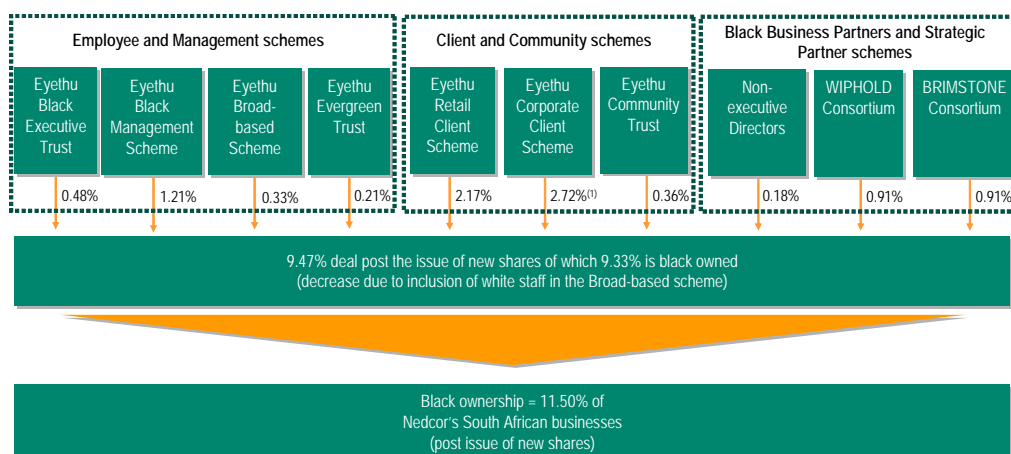 Employee and Management schemes
Eyethu
Black
Executive
Trust
Eyethu
Black
Management
Scheme
Eyethu
Broad-
based
Scheme
Eyethu
Evergreen
Trust
0.48%
1.21%
0.33%
0.21%
Client and Community schemes
Eyethu
Retail
Client
Scheme
Eyethu
Corporate
Client
Scheme
Eyethu
Community
Trust
2.17%
2.72%(1)
0.36%
Black Business Partners and Strategic
Partner schemes
Non-
executive
Directors
WIPHOLD
Consortium
BRIMSTONE
Consortium
0.18%
0.91%
0.91%
9.47% deal post the issue of new shares of which 9.33% is black owned
(decrease due to inclusion of white staff in the Broad-based scheme)
Black ownership = 11.50% of
Nedcor's South African businesses
(post issue of new shares)